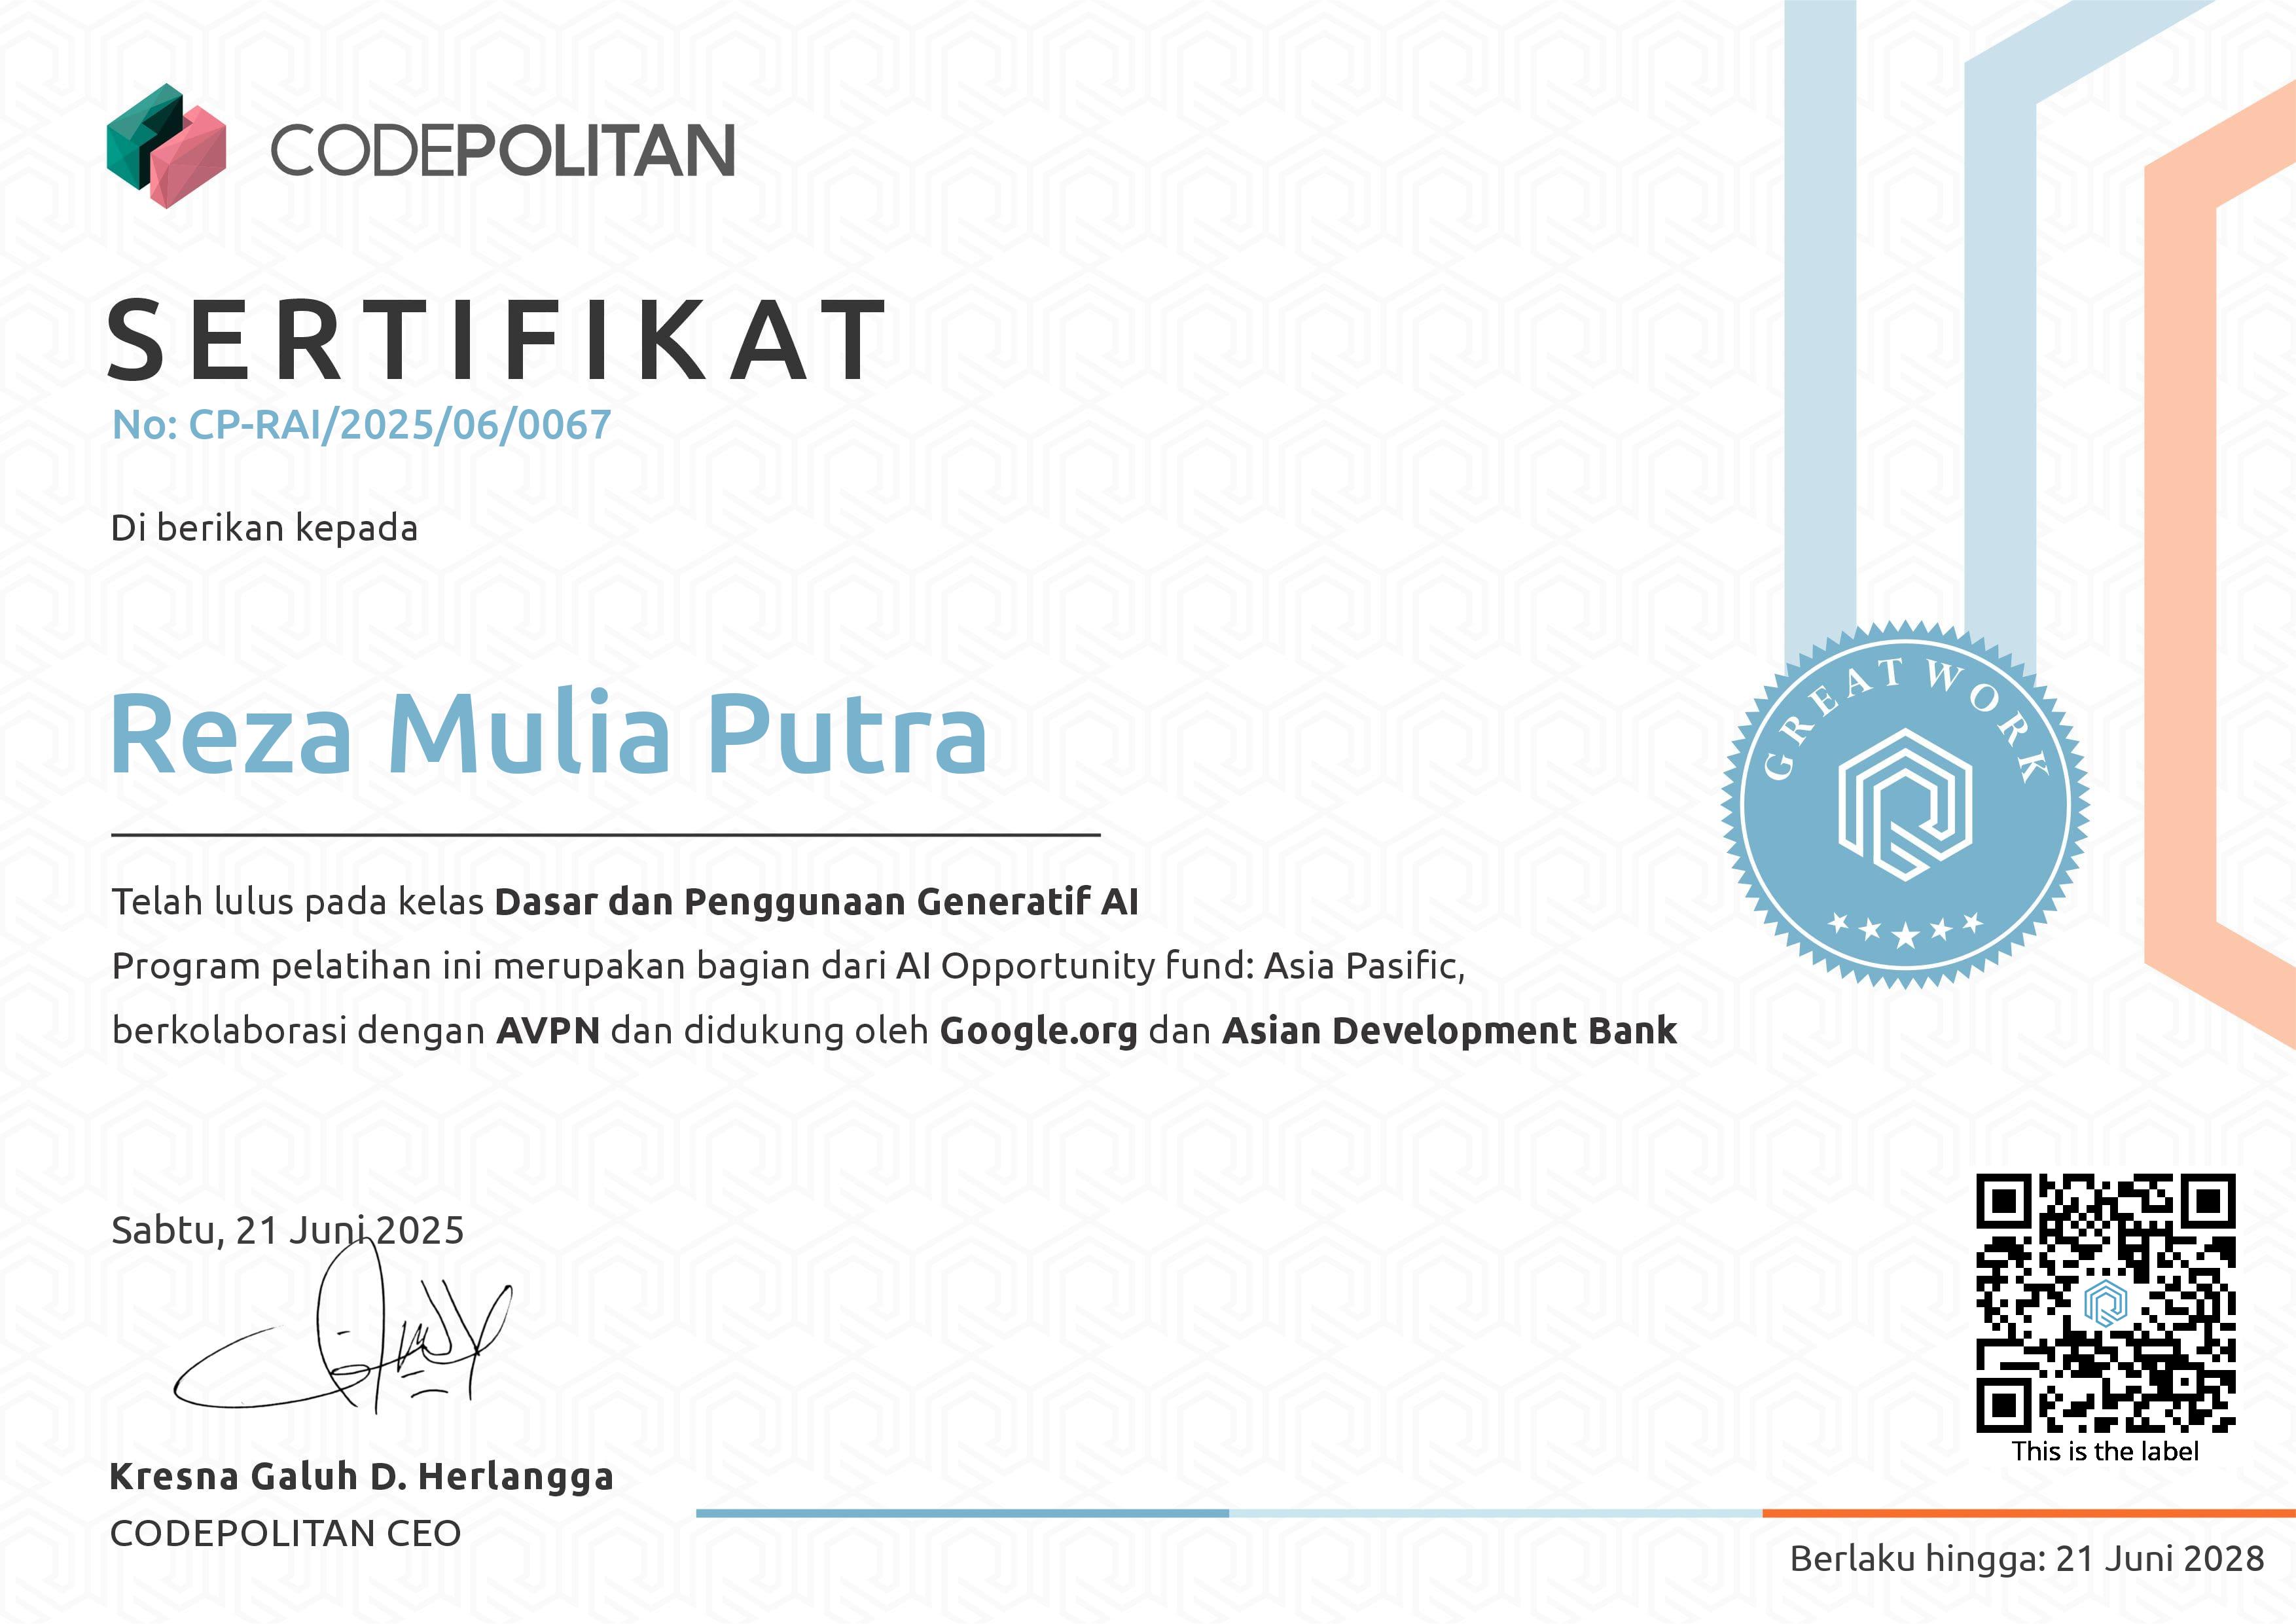 CODEPOLITAN
SERTIFIKAT
No: CP-RAI/2025/06/0067
Di berikan kepada
Reza Mulia Putra
GREAT WORK
Telah lulus pada kelas Dasar dan Penggunaan Generatif AI
Program pelatihan ini merupakan bagian dari AI Opportunity fund: Asia Pasific,
berkolaborasi dengan AVPN dan didukung oleh Google.org dan Asian Development Bank
Sabtu, 21 Juni 2025
This is the label
Kresna Galuh D. Herlangga
CODEPOLITAN CEO
Berlaku hingga: 21 Juni 2028